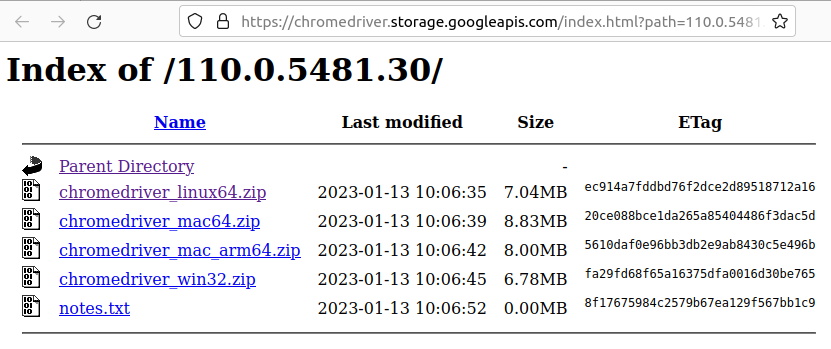 https://chromedriver.storage.googleapis.com/index.html?path=110.0.5481.
Index of /110.0.5481.30/
Name Last modified Size ETag
Parent Directory -
chromedriver_linux64.zip 2023-01-13 10:06:35 7.04MB ec914a7fddbd76f2dce2d89518712a16
chromedriver_mac64.zip 2023-01-13 10:06:39 8.83MB 20ce088bce1da265a85404486f3dac5d
chromedriver_mac_arm64.zip 2023-01-13 10:06:42 8.00MB 5610daf0e96bb3db2e9ab8430c5e496b
chromedriver_win32.zip 2023-01-13 10:06:45 6.78MB fa29fd68f65a16375dfa0016d30be765
notes.txt 2023-01-13 10:06:52 0.00MB 8f17675984c2579b67ea129f567bb1c9